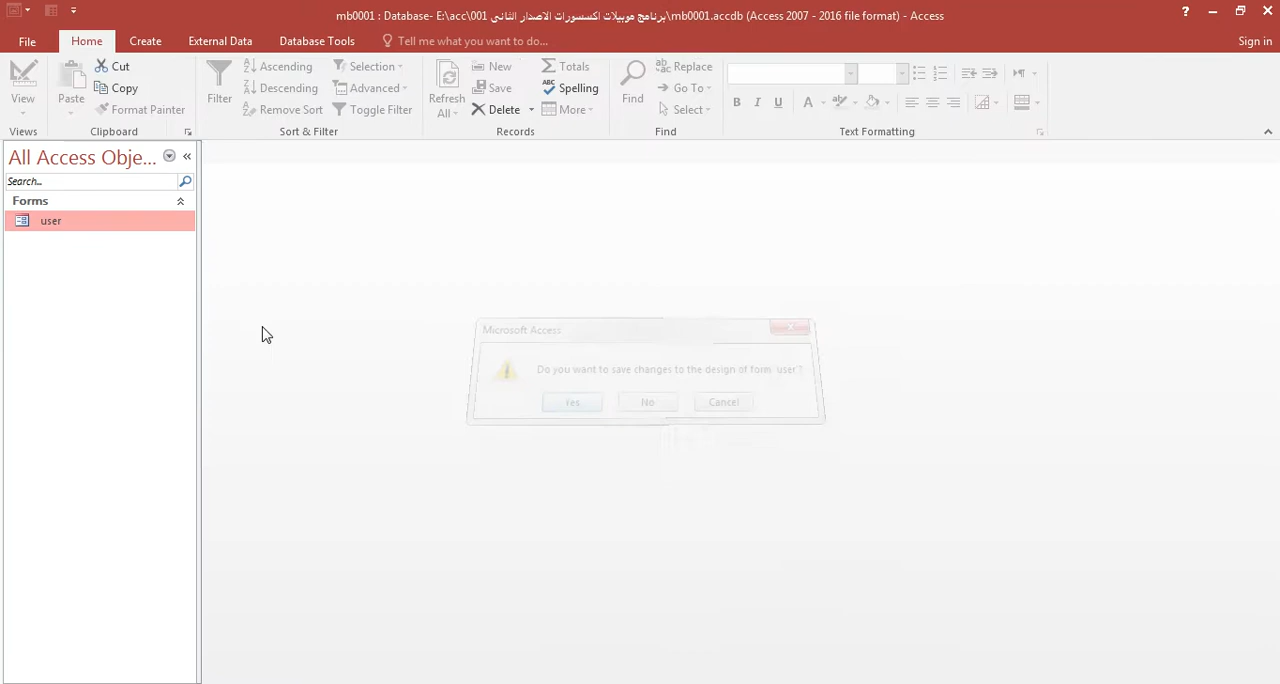 mb0001 : Database- E:\acc\001 برنامج موبيلات اكسسورات الاصدار الثانى\mb0001.accdb (Access 2007 - 2016 file format) - Access
?
File
Home
Create
External Data
Database Tools
Tell me what you want to do...
Sign in
View
Views
Paste
Cut
Copy
Format Painter
Clipboard
Filter
Ascending
Descending
Remove Sort
Selection
Advanced
Toggle Filter
Sort & Filter
Refresh
All
New
Save
Delete
Totals
Spelling
More
Records
Find
Replace
Go To
Select
Find
B I U A
Text Formatting
All Access Obje...
Search...
Forms
user
Microsoft Access
Do you want to save changes to the design of form 'user'?
Yes
No
Cancel